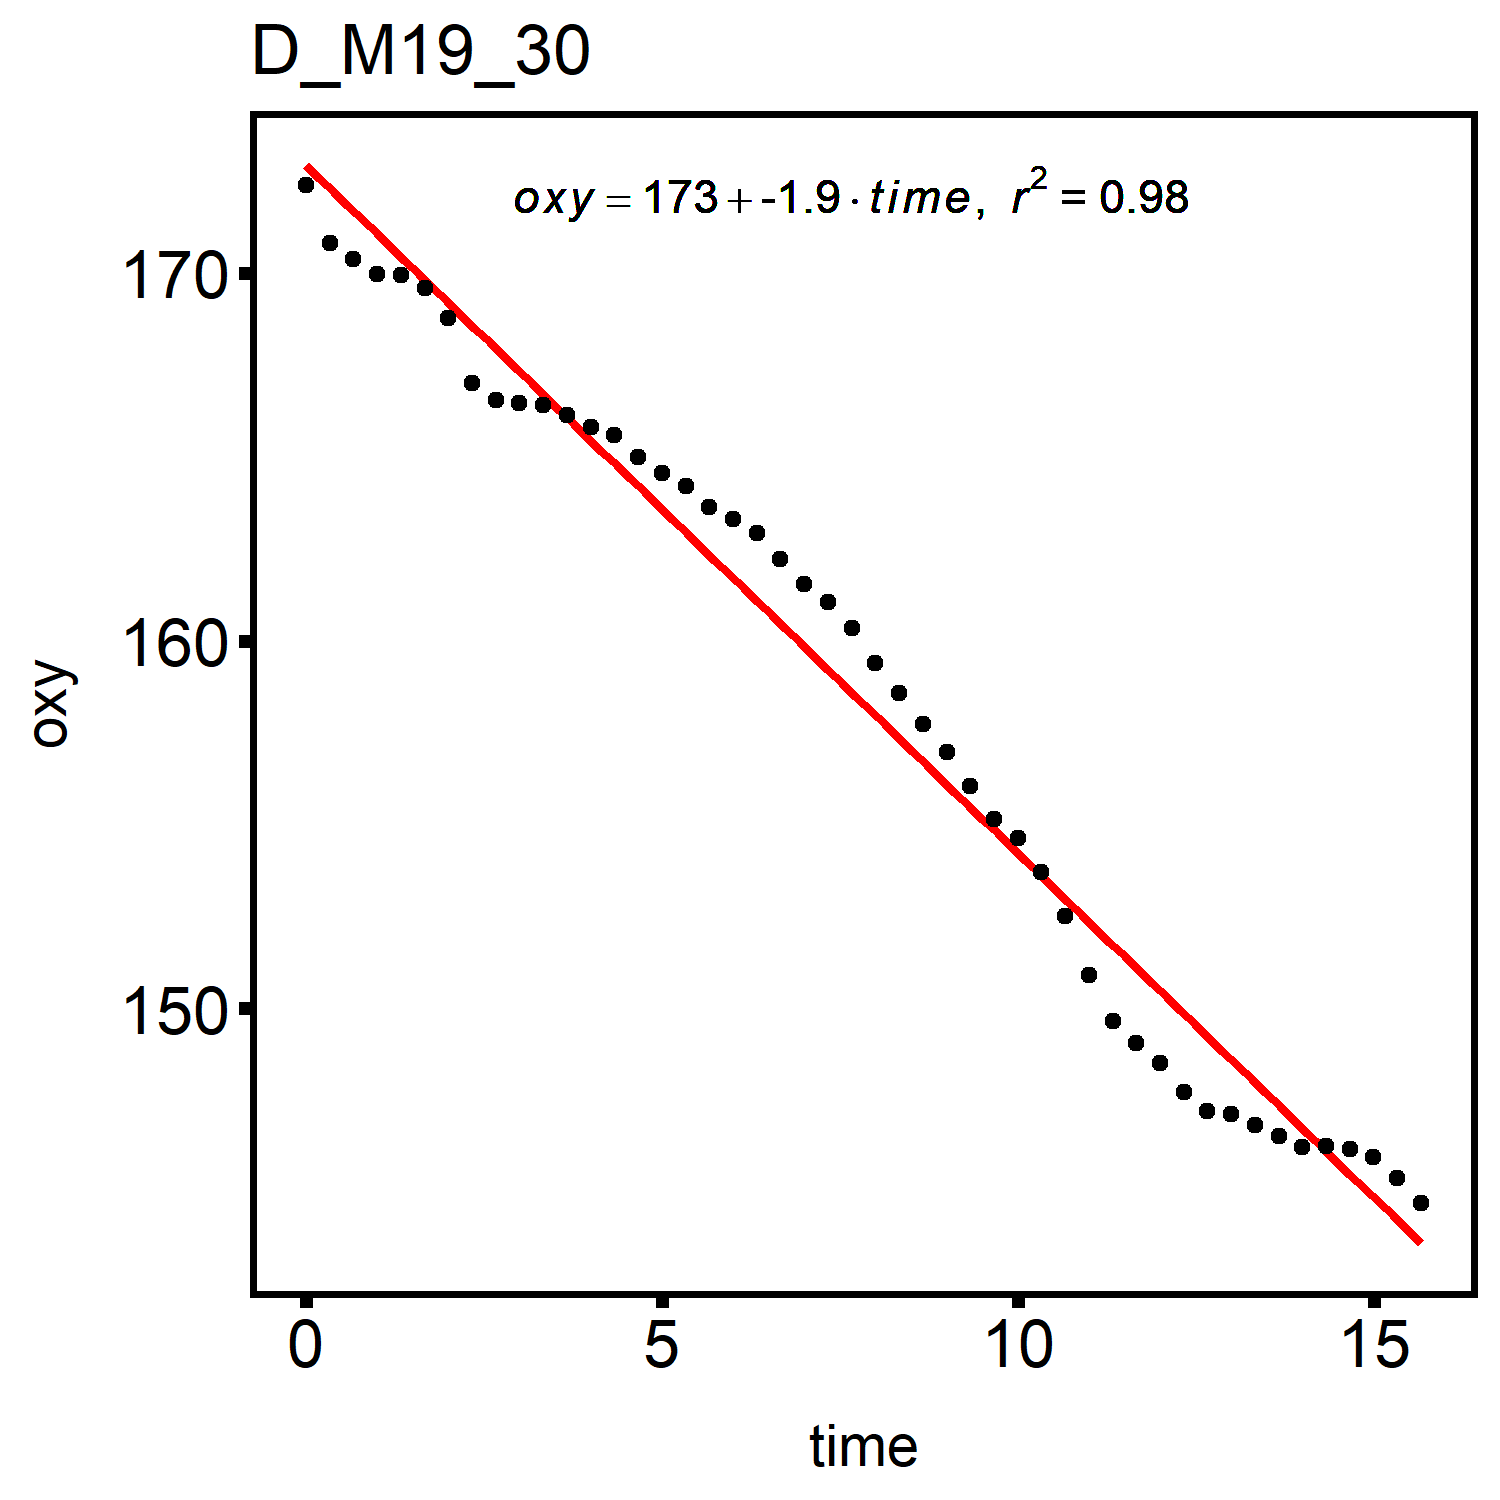 D_M19_30
oxy = 173 + -1.9 · time, r² = 0.98
170
160
150
oxy
0 5 10 15
time